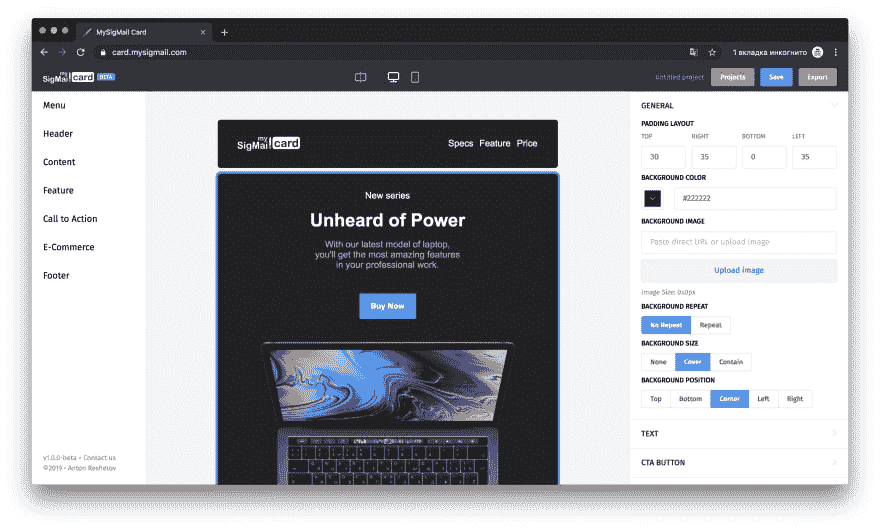 MySigMail Card
card.mysigmail.com
1 вкладка инкогнито
my
SigMail card BETA
Untitled project
Projects
Save
Export
Menu
Header
Content
Feature
Call to Action
E-Commerce
Footer
v1.0.0-beta • Contact us
©2019 • Anton Reshetov
my
SigMail card
Specs Feature Price
New series
Unheard of Power
With our latest model of laptop,
you'll get the most amazing features
in your professional work.
Buy Now
GENERAL
PADDING LAYOUT
TOP RIGHT BOTTOM LEFT
30 35 0 35
BACKGROUND COLOR
#222222
BACKGROUND IMAGE
Paste direct URL or upload image
Upload image
Image Size: 0x0px
BACKGROUND REPEAT
No Repeat Repeat
BACKGROUND SIZE
None Cover Contain
BACKGROUND POSITION
Top Bottom Center Left Right
TEXT
CTA BUTTON